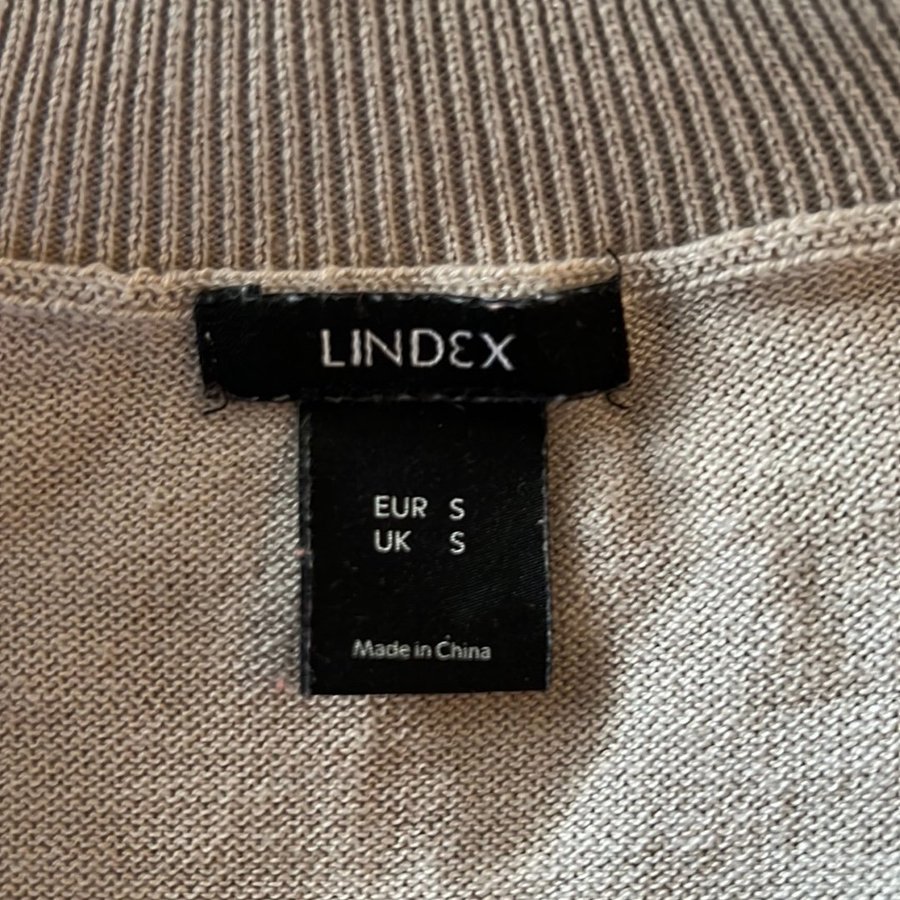 LINDEX
EUR S
UK S
Made in China